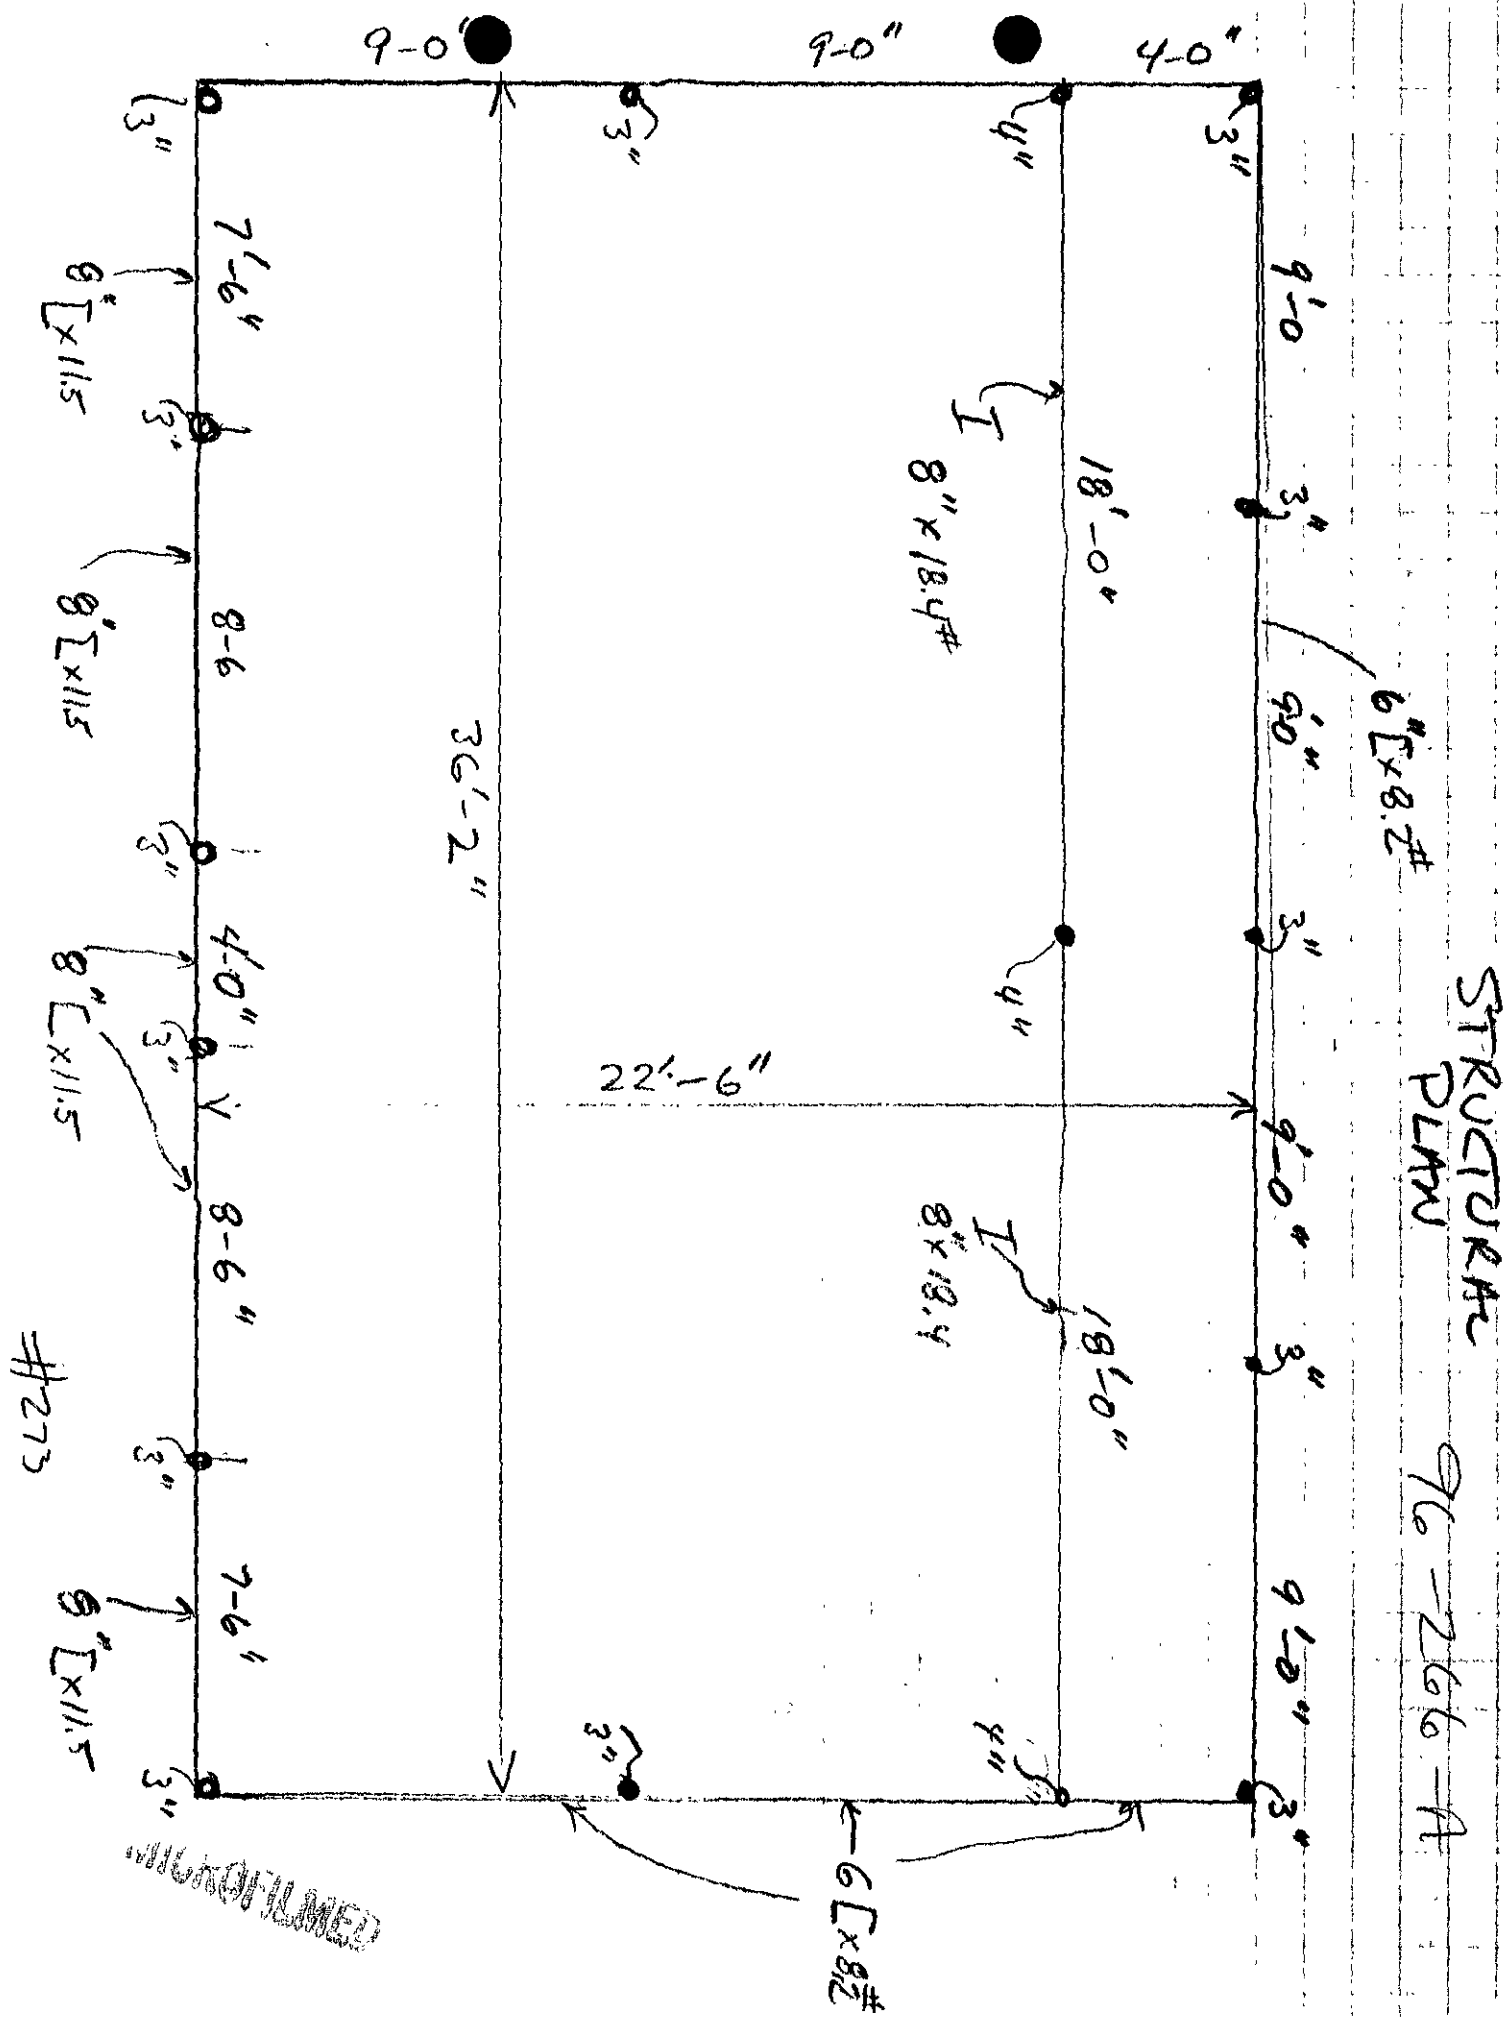 STRUCTURAL
PLAN
96-266-A
6"[x8.2#
9'-0
3"
9'0"
3"
9'-0"
3"
9'-0"
3"
4-0"
9-0"
9-0"
3"
4"
3"
3"
I
8"x18.4#
18'-0"
4"
I
8"x18.4
18'-0"
4"
36'-2"
22'-6"
3"
6[x8.2#
7'-6"
3"
8-6
3"
4'-0"
3"
8-6"
3"
7-6"
3"
8"[x11.5
8"[x11.5
8"[x11.5
8"[x11.5
#273
MICROFILMED